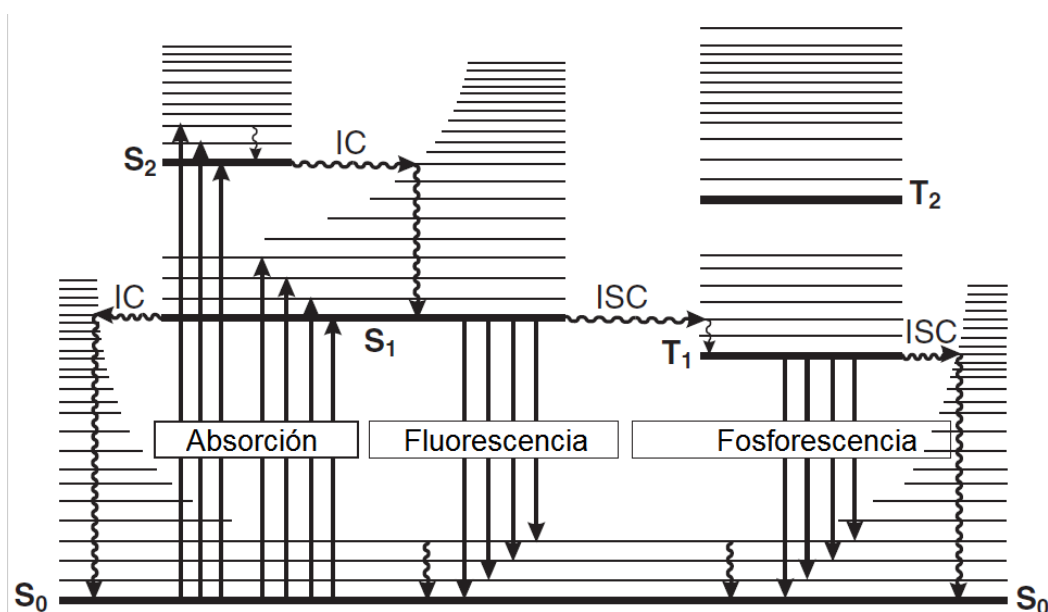 IC
S2
T2
IC
ISC
S1
T1
ISC
Absorción
Fluorescencia
Fosforescencia
S0
S0